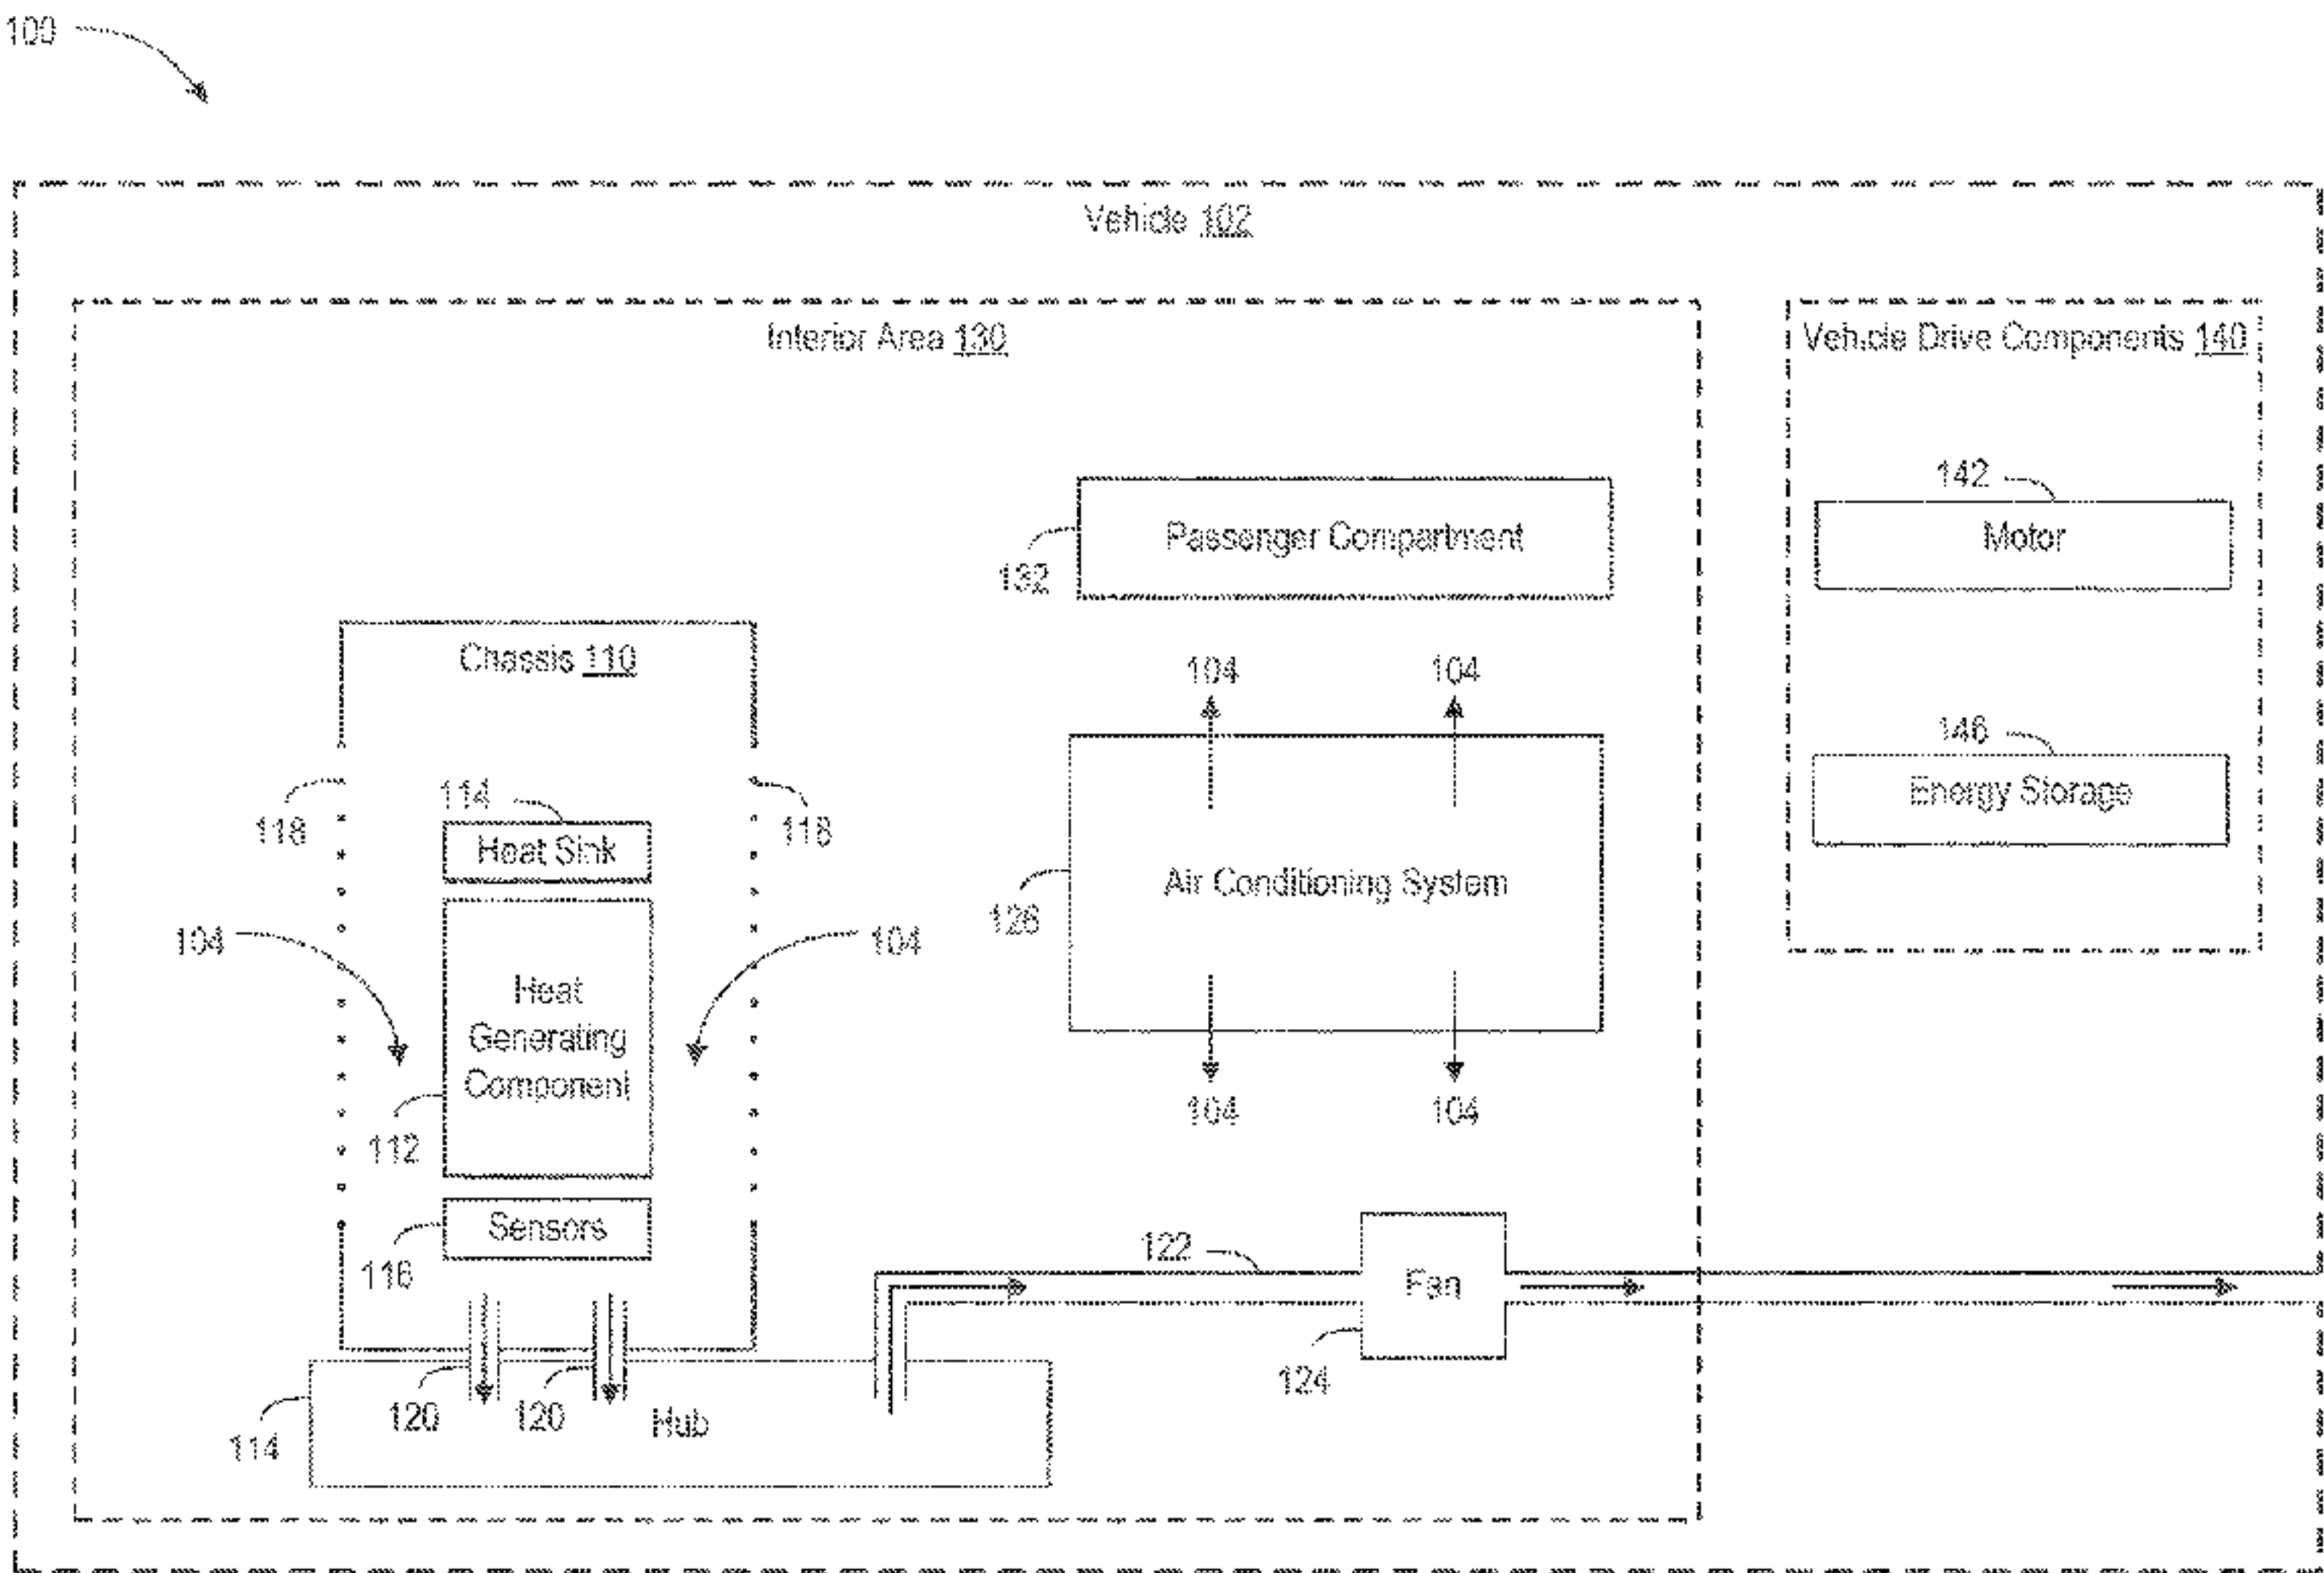 100
Vehicle 102
Interior Area 130
Vehicle Drive Components 140
142
Motor
Passenger Compartment
132
Chassis 110
104
104
146
Energy Storage
114
Heat Sink
118
118
Air Conditioning System
126
104
104
Heat
Generating
Component
112
104
104
Sensors
116
122
Fan
124
120
120
Hub
114